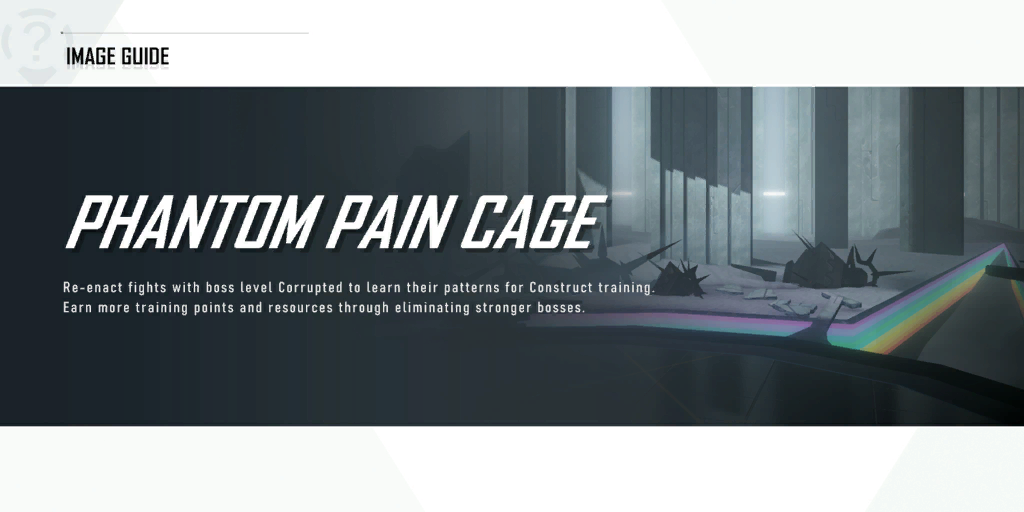 IMAGE GUIDE
PHANTOM PAIN CAGE
Re-enact fights with boss level Corrupted to learn their patterns for Construct training.
Earn more training points and resources through eliminating stronger bosses.